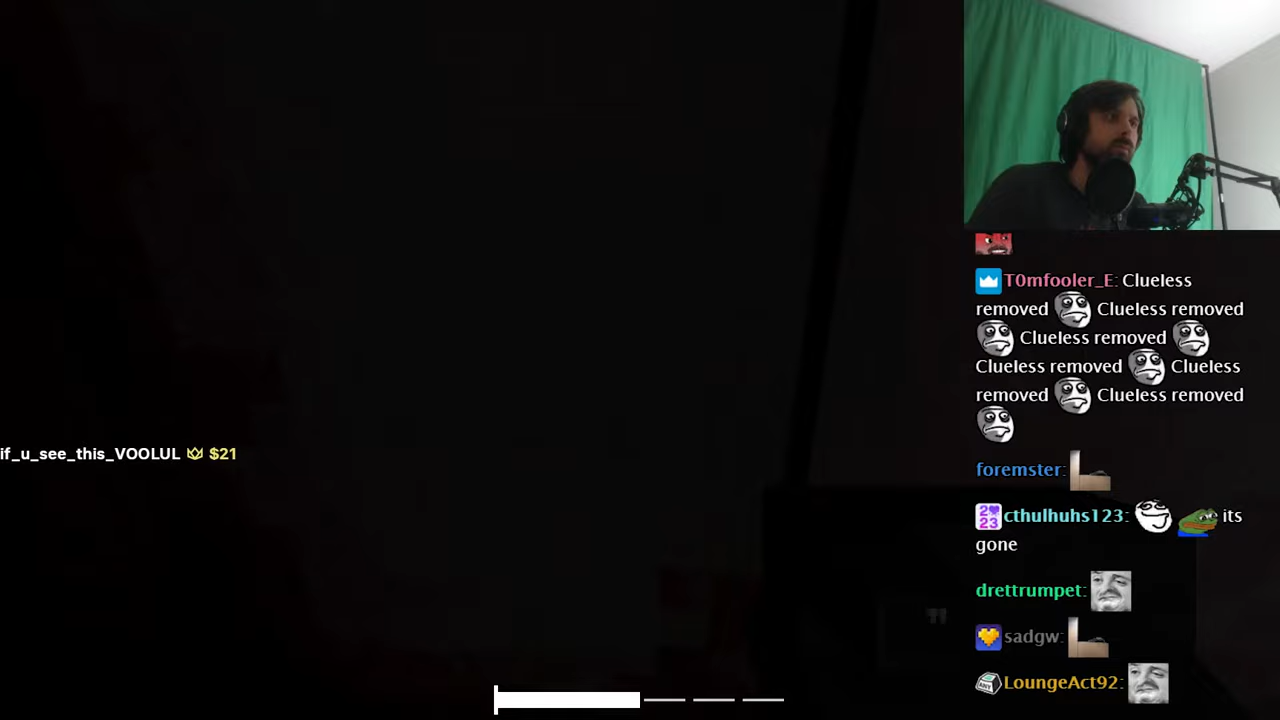 T0mfooler_E: Clueless
removed Clueless removed
Clueless removed
Clueless removed Clueless
removed Clueless removed
if_u_see_this_VOOLUL $21
foremster:
cthulhuhs123: its
gone
drettrumpet:
sadgw:
LoungeAct92: